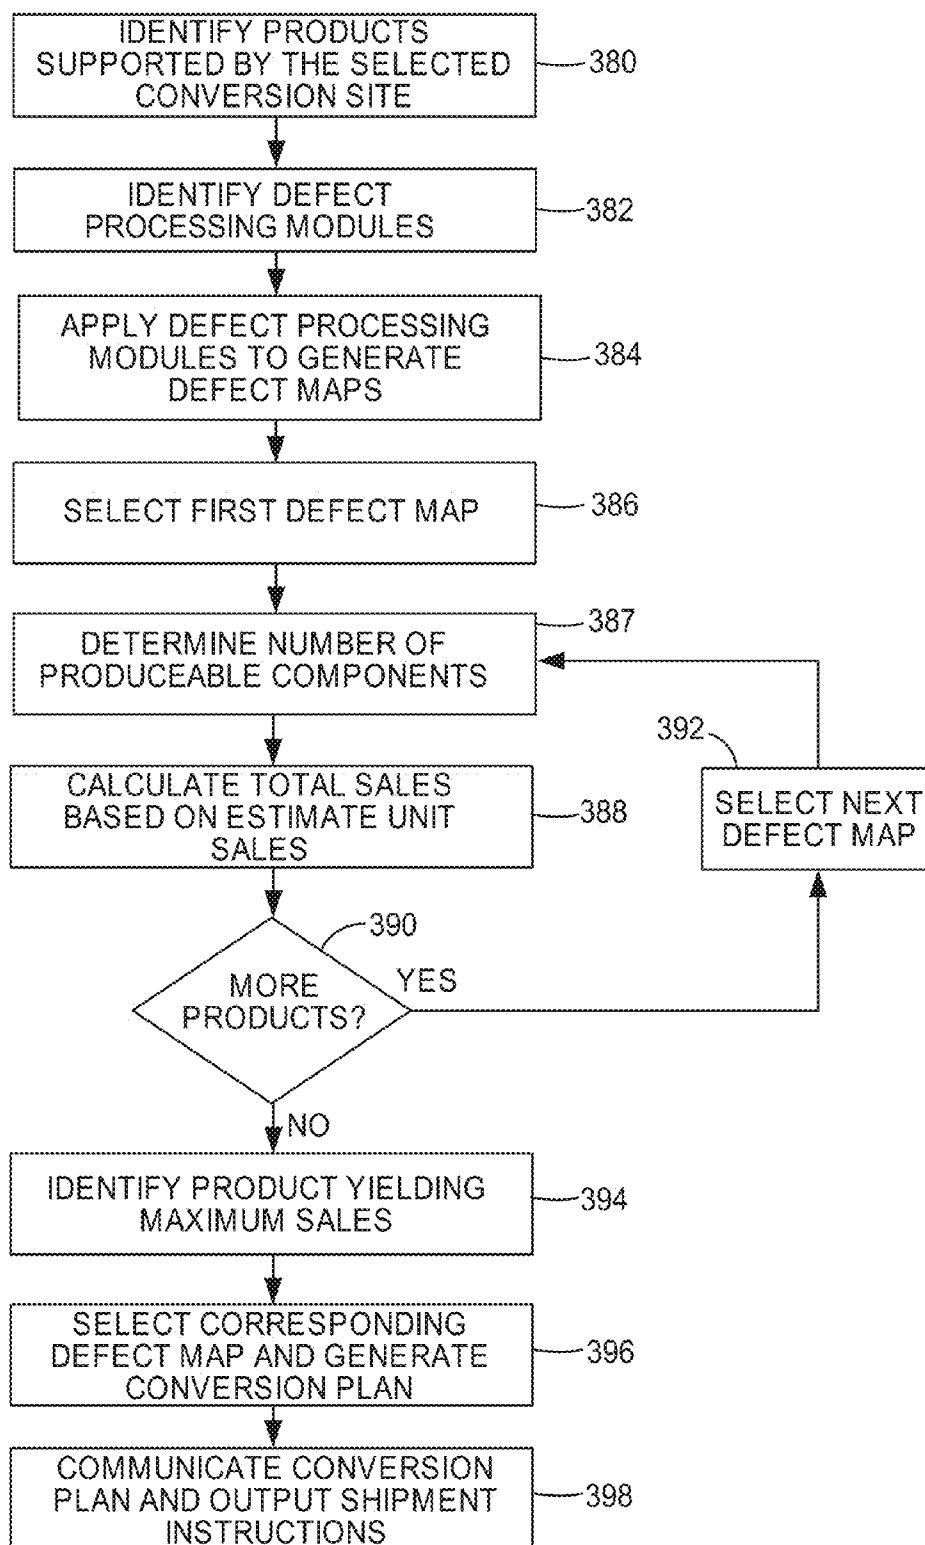 IDENTIFY PRODUCTS
SUPPORTED BY THE SELECTED
CONVERSION SITE
380
IDENTIFY DEFECT
PROCESSING MODULES
382
APPLY DEFECT PROCESSING
MODULES TO GENERATE
DEFECT MAPS
384
SELECT FIRST DEFECT MAP
386
DETERMINE NUMBER OF
PRODUCEABLE COMPONENTS
387
CALCULATE TOTAL SALES
BASED ON ESTIMATE UNIT
SALES
388
392
SELECT NEXT
DEFECT MAP
390
MORE
PRODUCTS?
YES
NO
IDENTIFY PRODUCT YIELDING
MAXIMUM SALES
394
SELECT CORRESPONDING
DEFECT MAP AND GENERATE
CONVERSION PLAN
396
COMMUNICATE CONVERSION
PLAN AND OUTPUT SHIPMENT
INSTRUCTIONS
398